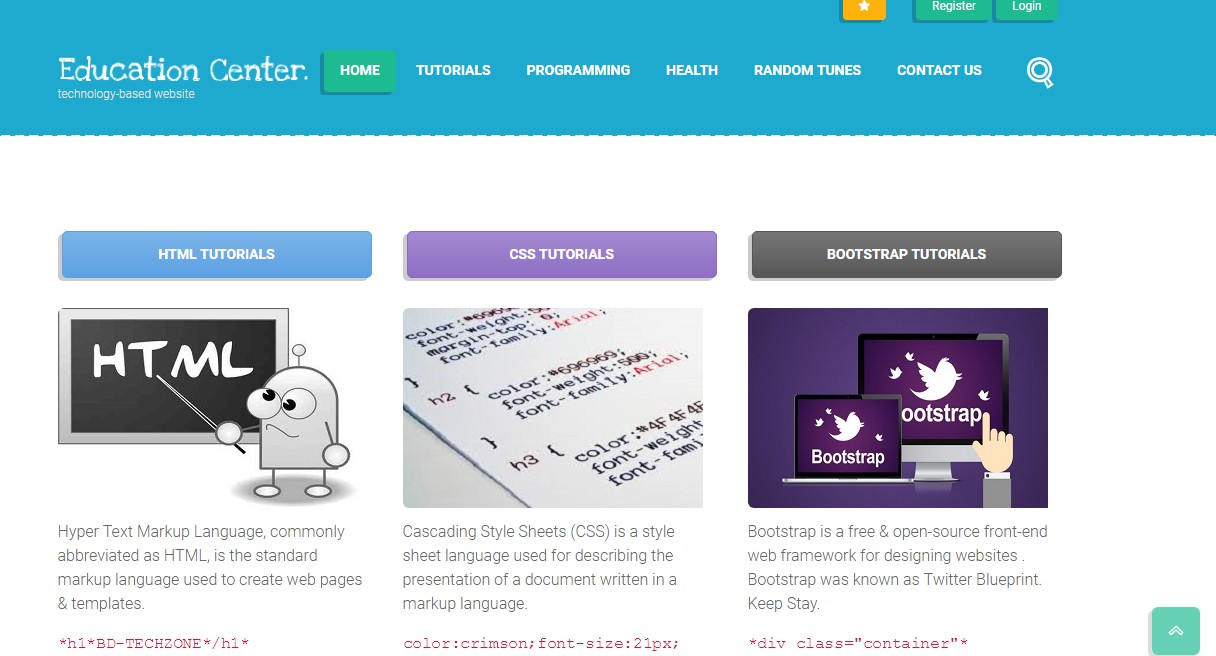 Register
Login
Education Center.
technology-based website
HOME
TUTORIALS
PROGRAMMING
HEALTH
RANDOM TUNES
CONTACT US
HTML TUTORIALS
CSS TUTORIALS
BOOTSTRAP TUTORIALS
HTML
color:#69696
font-weight:50
margin-top: 0;
font-family:Arial;
}
h2 { color:#696969;
font-weight:500;
font-family:Arial;
}
h3 { color:#4F4F4F
font-weight
font-fami
ootstrap
Bootstrap
Hyper Text Markup Language, commonly
abbreviated as HTML, is the standard
markup language used to create web pages
& templates.
*h1*BD-TECHZONE*/h1*
Cascading Style Sheets (CSS) is a style
sheet language used for describing the
presentation of a document written in a
markup language.
color:crimson;font-size:21px;
Bootstrap is a free & open-source front-end
web framework for designing websites .
Bootstrap was known as Twitter Blueprint.
Keep Stay.
*div class="container"*